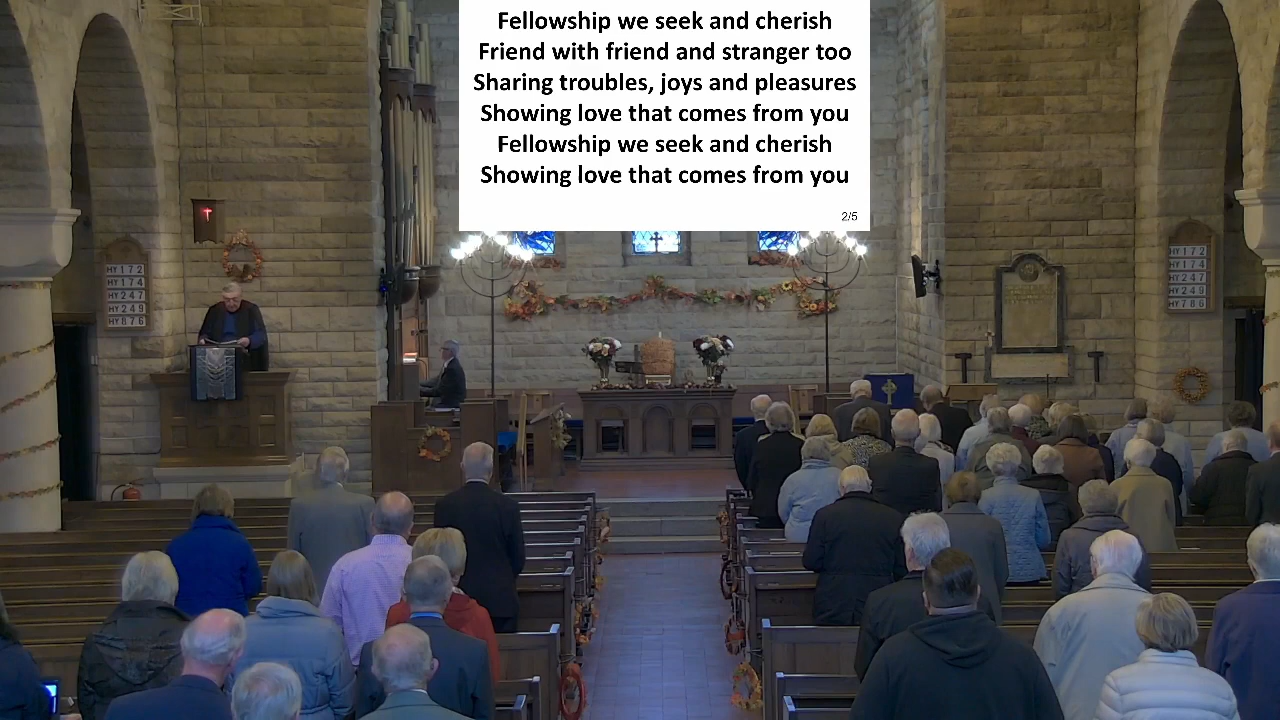 Fellowship we seek and cherish
Friend with friend and stranger too
Sharing troubles, joys and pleasures
Showing love that comes from you
Fellowship we seek and cherish
Showing love that comes from you
2/5
HY 172
HY 174
HY 247
HY 249
HY 876
HY 172
HY 174
HY 247
HY 249